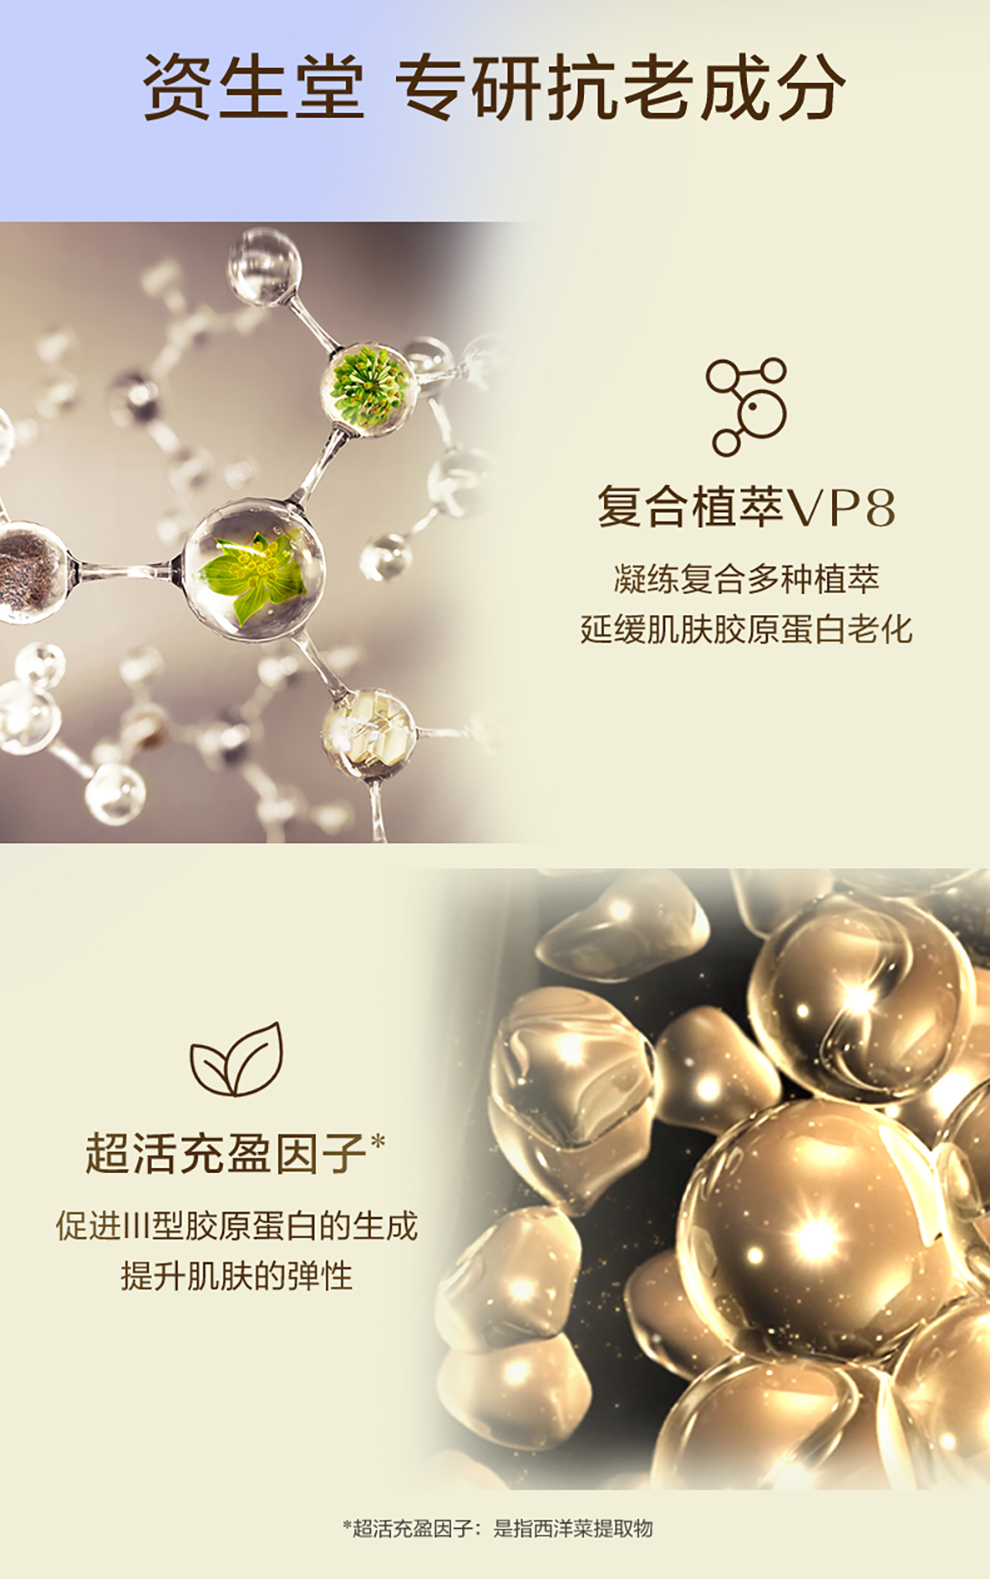 资生堂 专研抗老成分
复合植萃VP8
凝练复合多种植萃
延缓肌肤胶原蛋白老化
超活充盈因子*
促进III型胶原蛋白的生成
提升肌肤的弹性
*超活充盈因子：是指西洋菜提取物